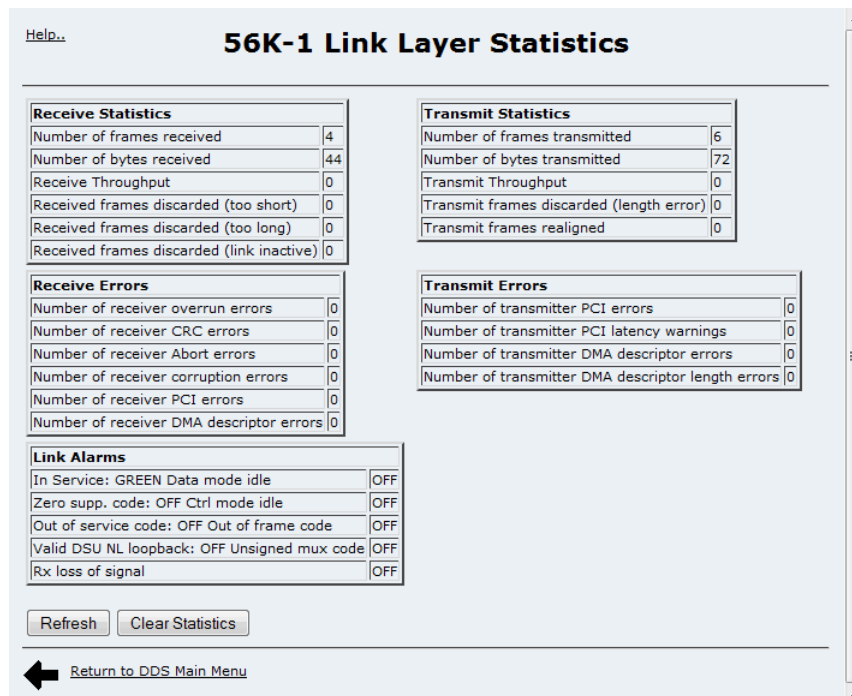 Help..
56K-1 Link Layer Statistics
Receive Statistics
Number of frames received 4
Number of bytes received 44
Receive Throughput 0
Received frames discarded (too short) 0
Received frames discarded (too long) 0
Received frames discarded (link inactive) 0
Transmit Statistics
Number of frames transmitted 6
Number of bytes transmitted 72
Transmit Throughput 0
Transmit frames discarded (length error) 0
Transmit frames realigned 0
Receive Errors
Number of receiver overrun errors 0
Number of receiver CRC errors 0
Number of receiver Abort errors 0
Number of receiver corruption errors 0
Number of receiver PCI errors 0
Number of receiver DMA descriptor errors 0
Transmit Errors
Number of transmitter PCI errors 0
Number of transmitter PCI latency warnings 0
Number of transmitter DMA descriptor errors 0
Number of transmitter DMA descriptor length errors 0
Link Alarms
In Service: GREEN Data mode idle OFF
Zero supp. code: OFF Ctrl mode idle OFF
Out of service code: OFF Out of frame code OFF
Valid DSU NL loopback: OFF Unsigned mux code OFF
Rx loss of signal OFF
Refresh Clear Statistics
Return to DDS Main Menu